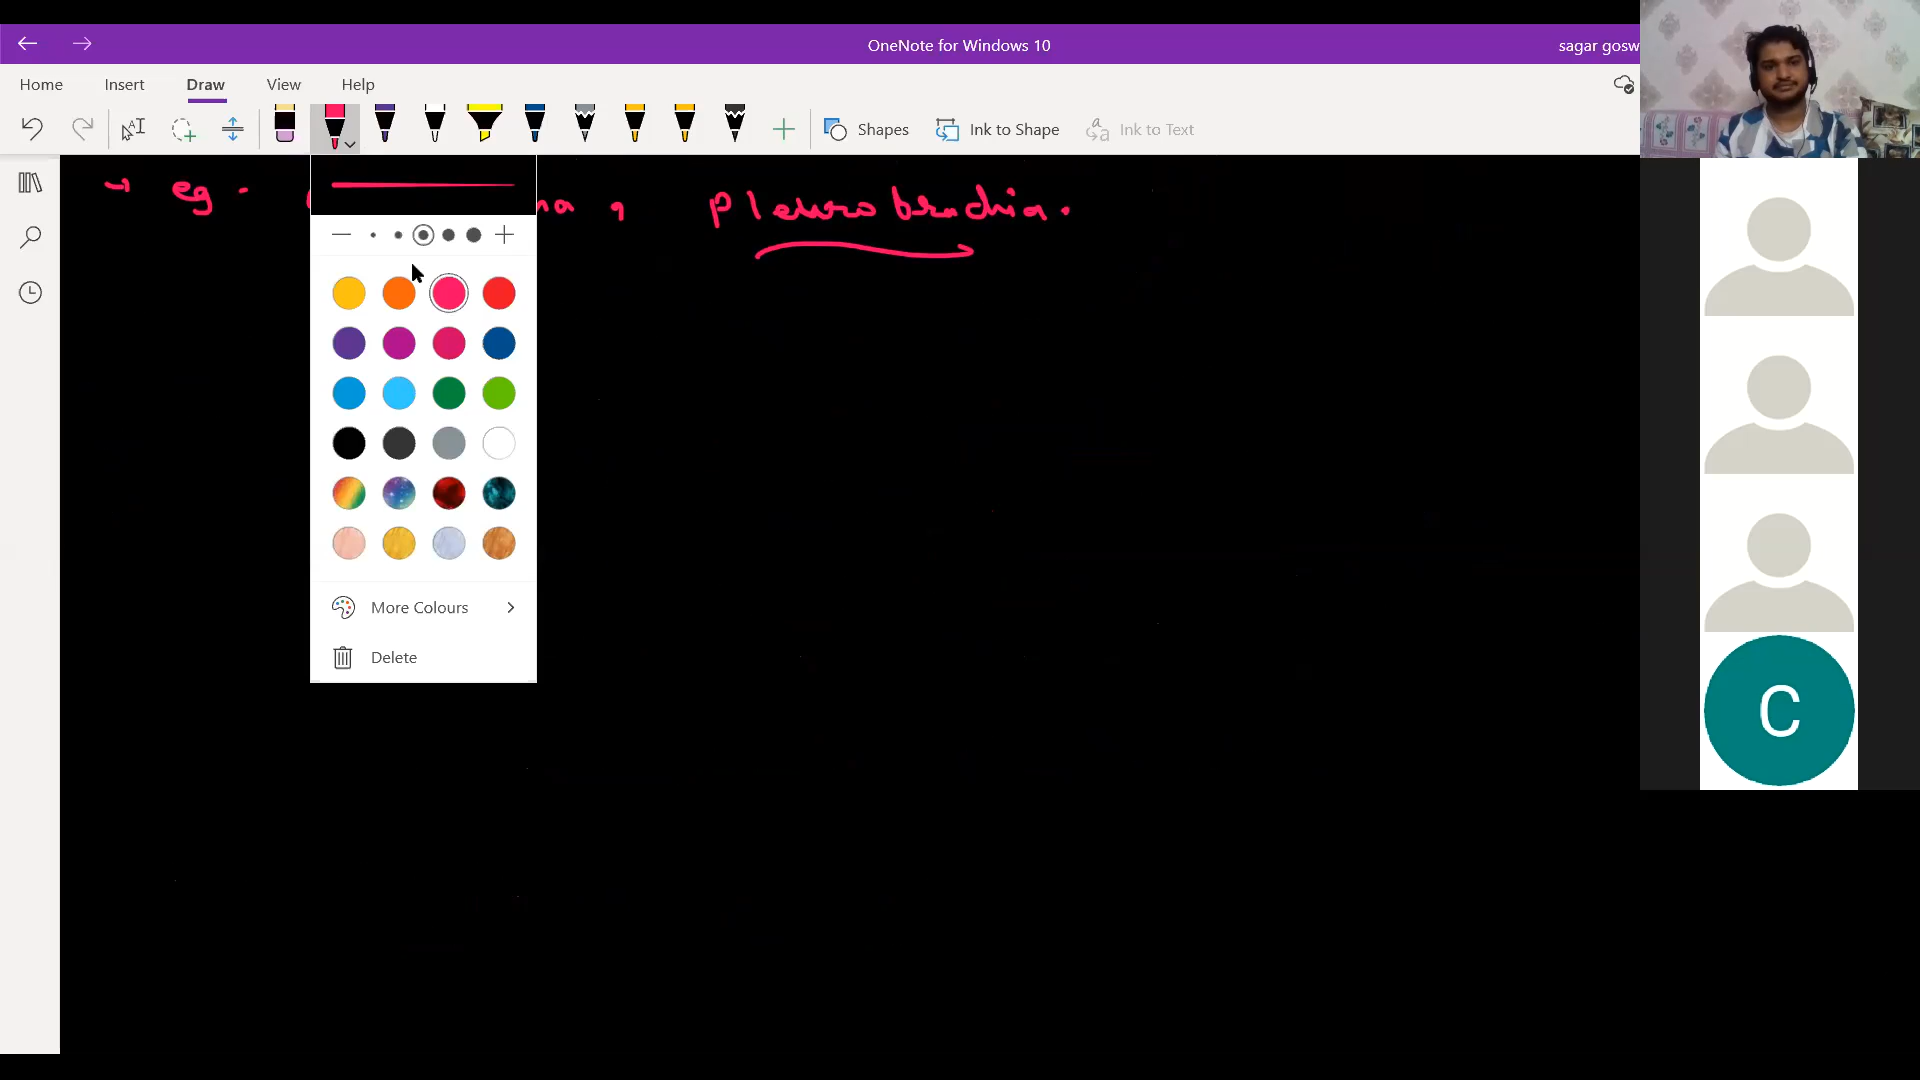 OneNote for Windows 10
sagar gosw
Home Insert Draw View Help
Shapes Ink to Shape Ink to Text
→ eg. na , pleurobrachia.
More Colours
Delete
C